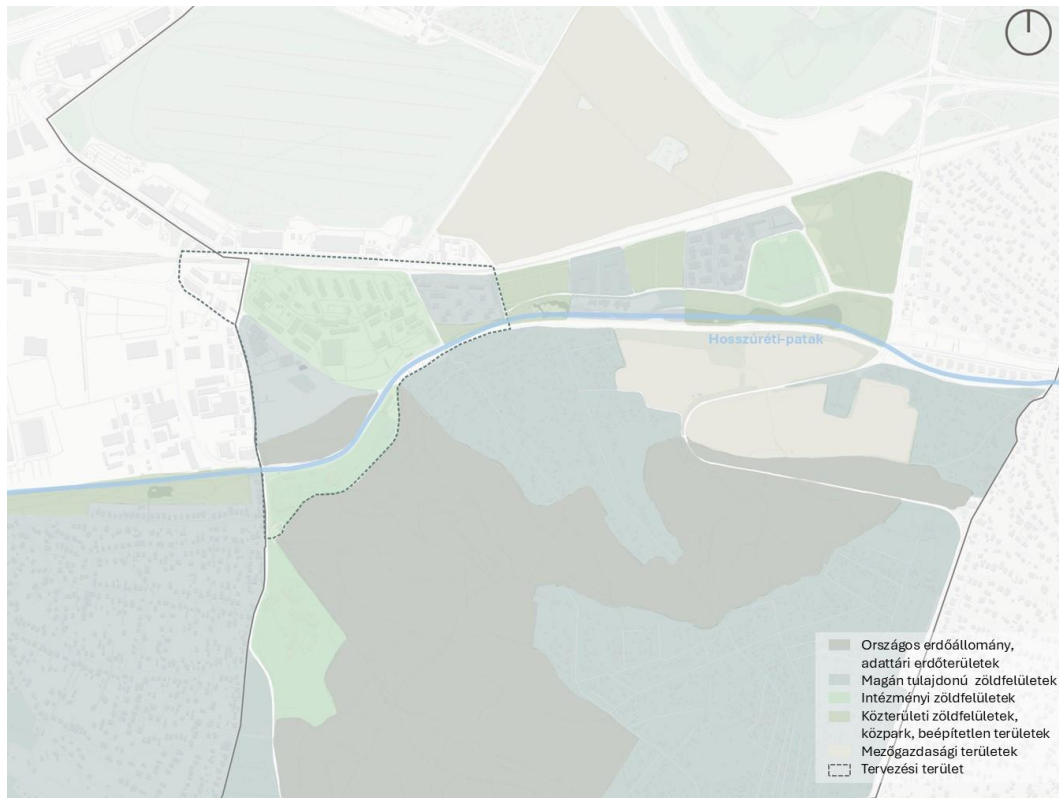 Hosszúréti-patak
Országos erdőállomány,
adattári erdőterületek
Magán tulajdonú zöldfelületek
Intézményi zöldfelületek
Közterületi zöldfelületek,
közpark, beépítetlen területek
Mezőgazdasági területek
Tervezési terület